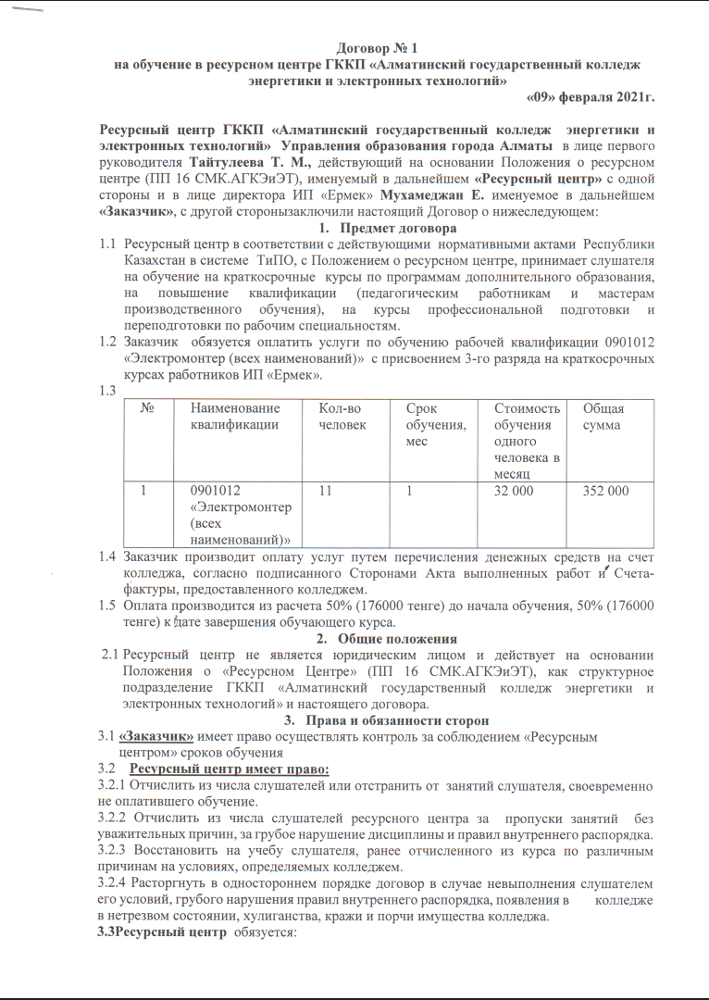 Договор № 1
на обучение в ресурсном центре ГККП «Алматинский государственный колледж
энергетики и электронных технологий»
«09» февраля 2021г.
Ресурсный центр ГККП «Алматинский государственный колледж энергетики и
электронных технологий» Управления образования города Алматы в лице первого
руководителя Тайтулеева Т. М., действующий на основании Положения о ресурсном
центре (ПП 16 СМК.АГКЭиЭТ), именуемый в дальнейшем «Ресурсный центр» с одной
стороны и в лице директора ИП «Ермек» Мухамеджан Е. именуемое в дальнейшем
«Заказчик», с другой сторонызаключили настоящий Договор о нижеследующем:
1. Предмет договора
1.1 Ресурсный центр в соответствии с действующими нормативными актами Республики
Казахстан в системе ТиПО, с Положением о ресурсном центре, принимает слушателя
на обучение на краткосрочные курсы по программам дополнительного образования,
на повышение квалификации (педагогическим работникам и мастерам
производственного обучения), на курсы профессиональной подготовки и
переподготовки по рабочим специальностям.
1.2 Заказчик обязуется оплатить услуги по обучению рабочей квалификации 0901012
«Электромонтер (всех наименований)» с присвоением 3-го разряда на краткосрочных
курсах работников ИП «Ермек».
1.3
№ Наименование квалификации Кол-во человек Срок обучения, мес Стоимость обучения одного человека в месяц Общая сумма
1 0901012 «Электромонтер (всех наименований)» 11 1 32 000 352 000
1.4 Заказчик производит оплату услуг путем перечисления денежных средств на счет
колледжа, согласно подписанного Сторонами Акта выполненных работ и Счета-
фактуры, предоставленного колледжем.
1.5 Оплата производится из расчета 50% (176000 тенге) до начала обучения, 50% (176000
тенге) к дате завершения обучающего курса.
2. Общие положения
2.1 Ресурсный центр не является юридическим лицом и действует на основании
Положения о «Ресурсном Центре» (ПП 16 СМК.АГКЭиЭТ), как структурное
подразделение ГККП «Алматинский государственный колледж энергетики и
электронных технологий» и настоящего договора.
3. Права и обязанности сторон
3.1 «Заказчик» имеет право осуществлять контроль за соблюдением «Ресурсным
центром» сроков обучения
3.2 Ресурсный центр имеет право:
3.2.1 Отчислить из числа слушателей или отстранить от занятий слушателя, своевременно
не оплатившего обучение.
3.2.2 Отчислить из числа слушателей ресурсного центра за пропуски занятий без
уважительных причин, за грубое нарушение дисциплины и правил внутреннего распорядка.
3.2.3 Восстановить на учебу слушателя, ранее отчисленного из курса по различным
причинам на условиях, определяемых колледжем.
3.2.4 Расторгнуть в одностороннем порядке договор в случае невыполнения слушателем
его условий, грубого нарушения правил внутреннего распорядка, появления в колледже
в нетрезвом состоянии, хулиганства, кражи и порчи имущества колледжа.
3.3Ресурсный центр обязуется: